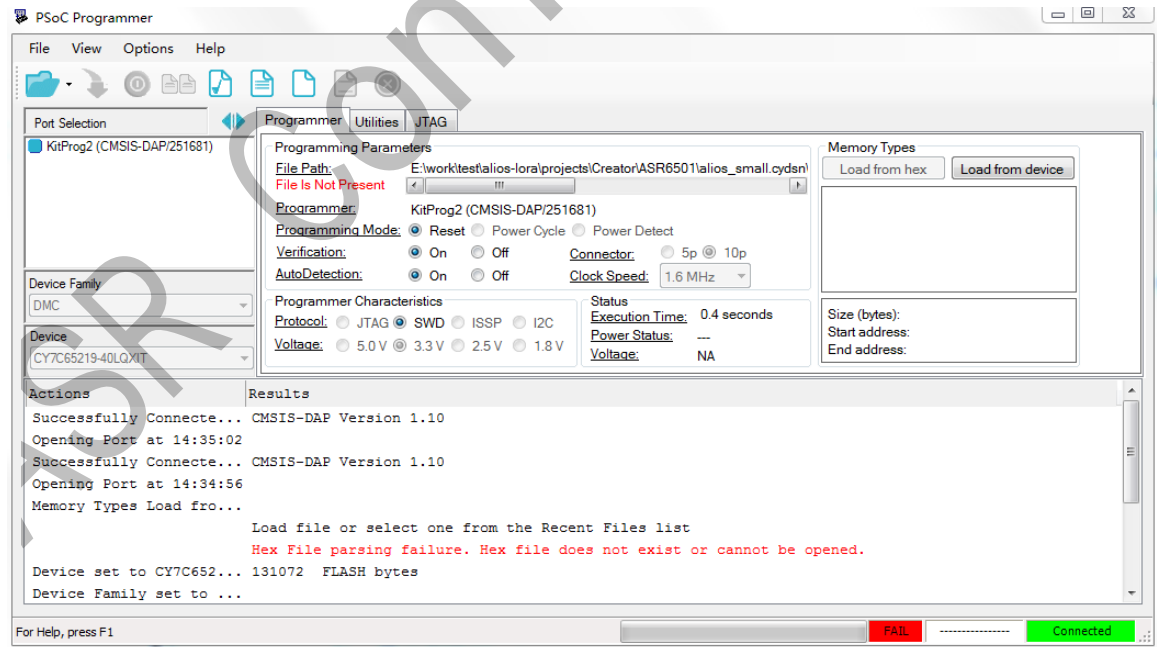 PSoC Programmer
File View Options Help
Port Selection
KitProg2 (CMSIS-DAP/251681)
Device Family
DMC
Device
CY7C65219-40LQXIT
Programmer Utilities JTAG
Programming Parameters
File Path: E:\work\test\alios-lora\projects\Creator\ASR6501\alios_small.cydsn\
File Is Not Present
Programmer: KitProg2 (CMSIS-DAP/251681)
Programming Mode: Reset Power Cycle Power Detect
Verification: On Off Connector: 5p 10p
AutoDetection: On Off Clock Speed: 1.6 MHz
Programmer Characteristics
Protocol: JTAG SWD ISSP I2C
Voltage: 5.0 V 3.3 V 2.5 V 1.8 V
Status
Execution Time: 0.4 seconds
Power Status: ---
Voltage: NA
Memory Types
Load from hex Load from device
Size (bytes):
Start address:
End address:
Actions Results
Successfully Connecte... CMSIS-DAP Version 1.10
Opening Port at 14:35:02
Successfully Connecte... CMSIS-DAP Version 1.10
Opening Port at 14:34:56
Memory Types Load fro...
Load file or select one from the Recent Files list
Hex File parsing failure. Hex file does not exist or cannot be opened.
Device set to CY7C652... 131072 FLASH bytes
Device Family set to ...
For Help, press F1
FAIL ---------------- Connected
ASR Con